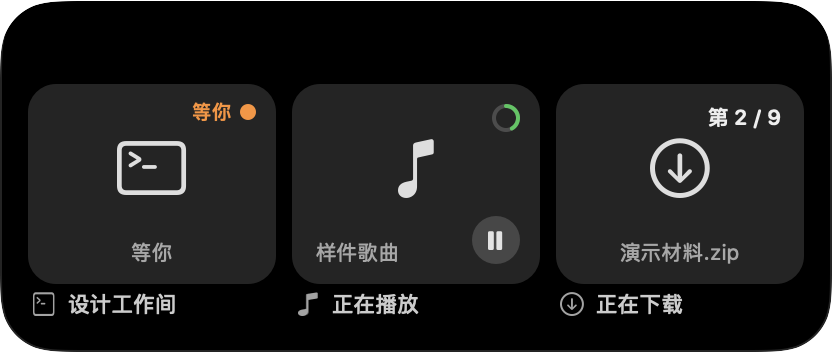 等你
等你
设计工作间
样件歌曲
正在播放
第 2 / 9
演示材料.zip
正在下载